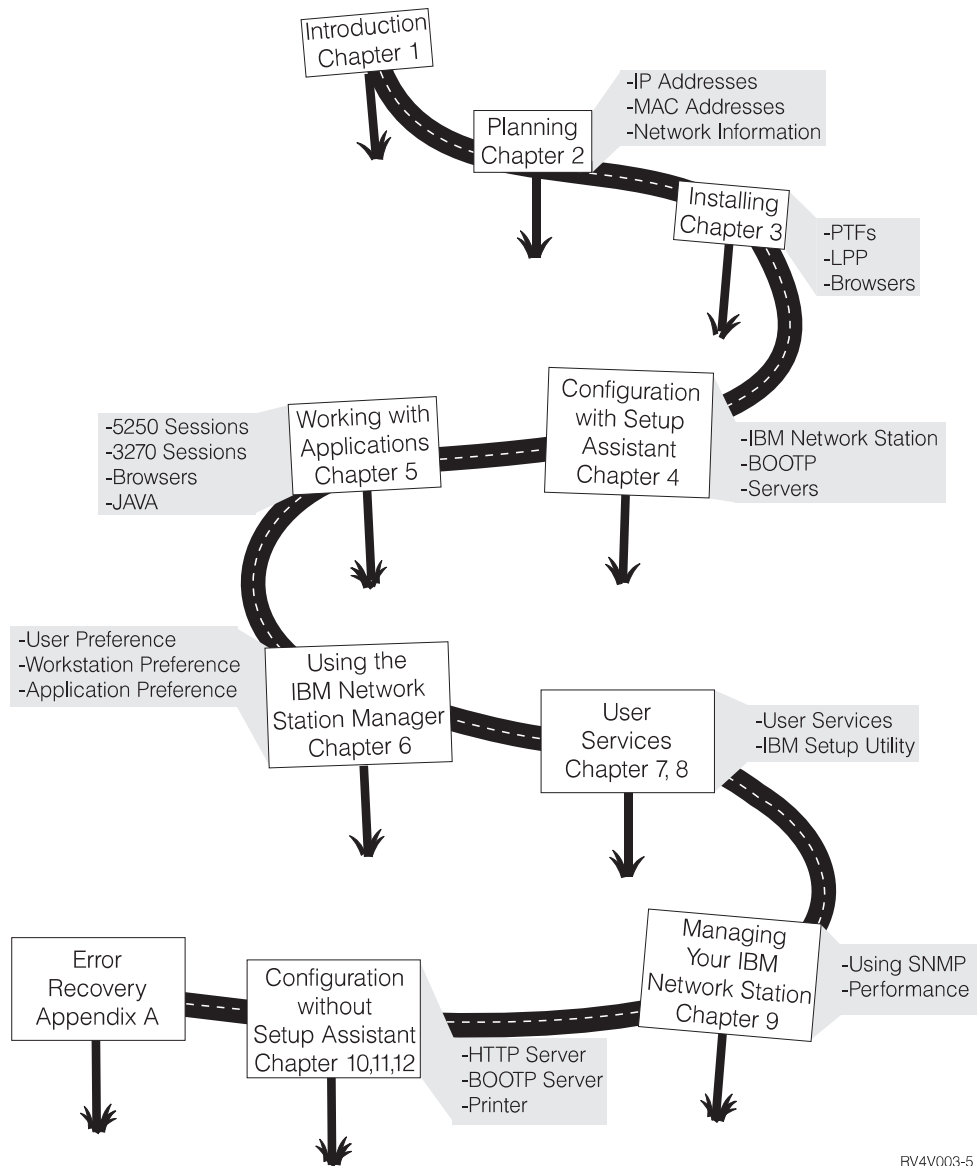 Introduction
Chapter 1
Planning
Chapter 2
-IP Addresses
-MAC Addresses
-Network Information
Installing
Chapter 3
-PTFs
-LPP
-Browsers
Configuration
with Setup
Assistant
Chapter 4
-IBM Network Station
-BOOTP
-Servers
Working with
Applications
Chapter 5
-5250 Sessions
-3270 Sessions
-Browsers
-JAVA
Using the
IBM Network
Station Manager
Chapter 6
-User Preference
-Workstation Preference
-Application Preference
User
Services
Chapter 7, 8
-User Services
-IBM Setup Utility
Managing
Your IBM
Network Station
Chapter 9
-Using SNMP
-Performance
Configuration
without
Setup Assistant
Chapter 10,11,12
-HTTP Server
-BOOTP Server
-Printer
Error
Recovery
Appendix A
RV4V003-5